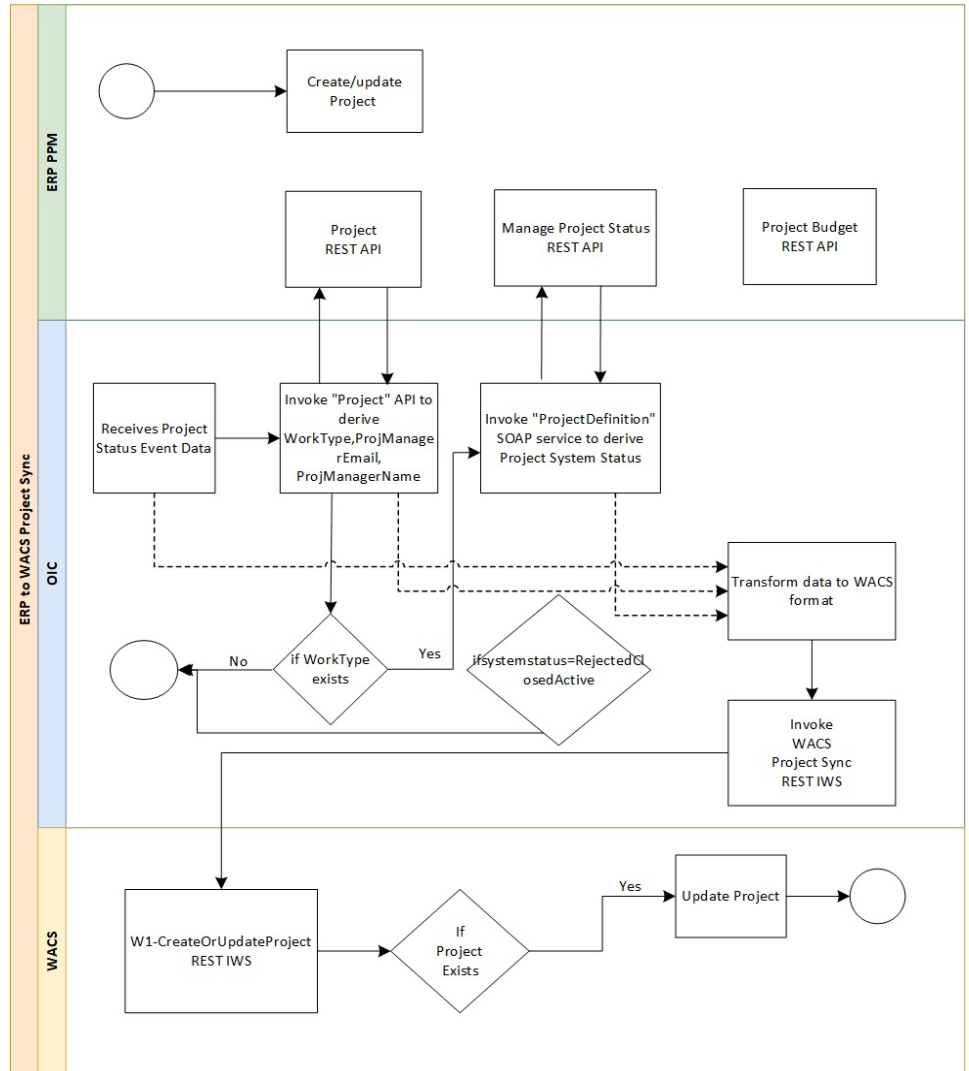 ERP to WACS Project Sync
ERP PPM
Create/update
Project
Project
REST API
Manage Project Status
REST API
Project Budget
REST API
OIC
Receives Project
Status Event Data
Invoke "Project" API to
derive
WorkType,ProjManage
rEmail,
ProjManagerName
Invoke "ProjectDefinition"
SOAP service to derive
Project System Status
Transform data to WACS
format
No
if WorkType
exists
Yes
ifsystemstatus=RejectedCl
osedActive
Invoke
WACS
Project Sync
REST IWS
WACS
W1-CreateOrUpdateProject
REST IWS
If
Project
Exists
Yes
Update Project